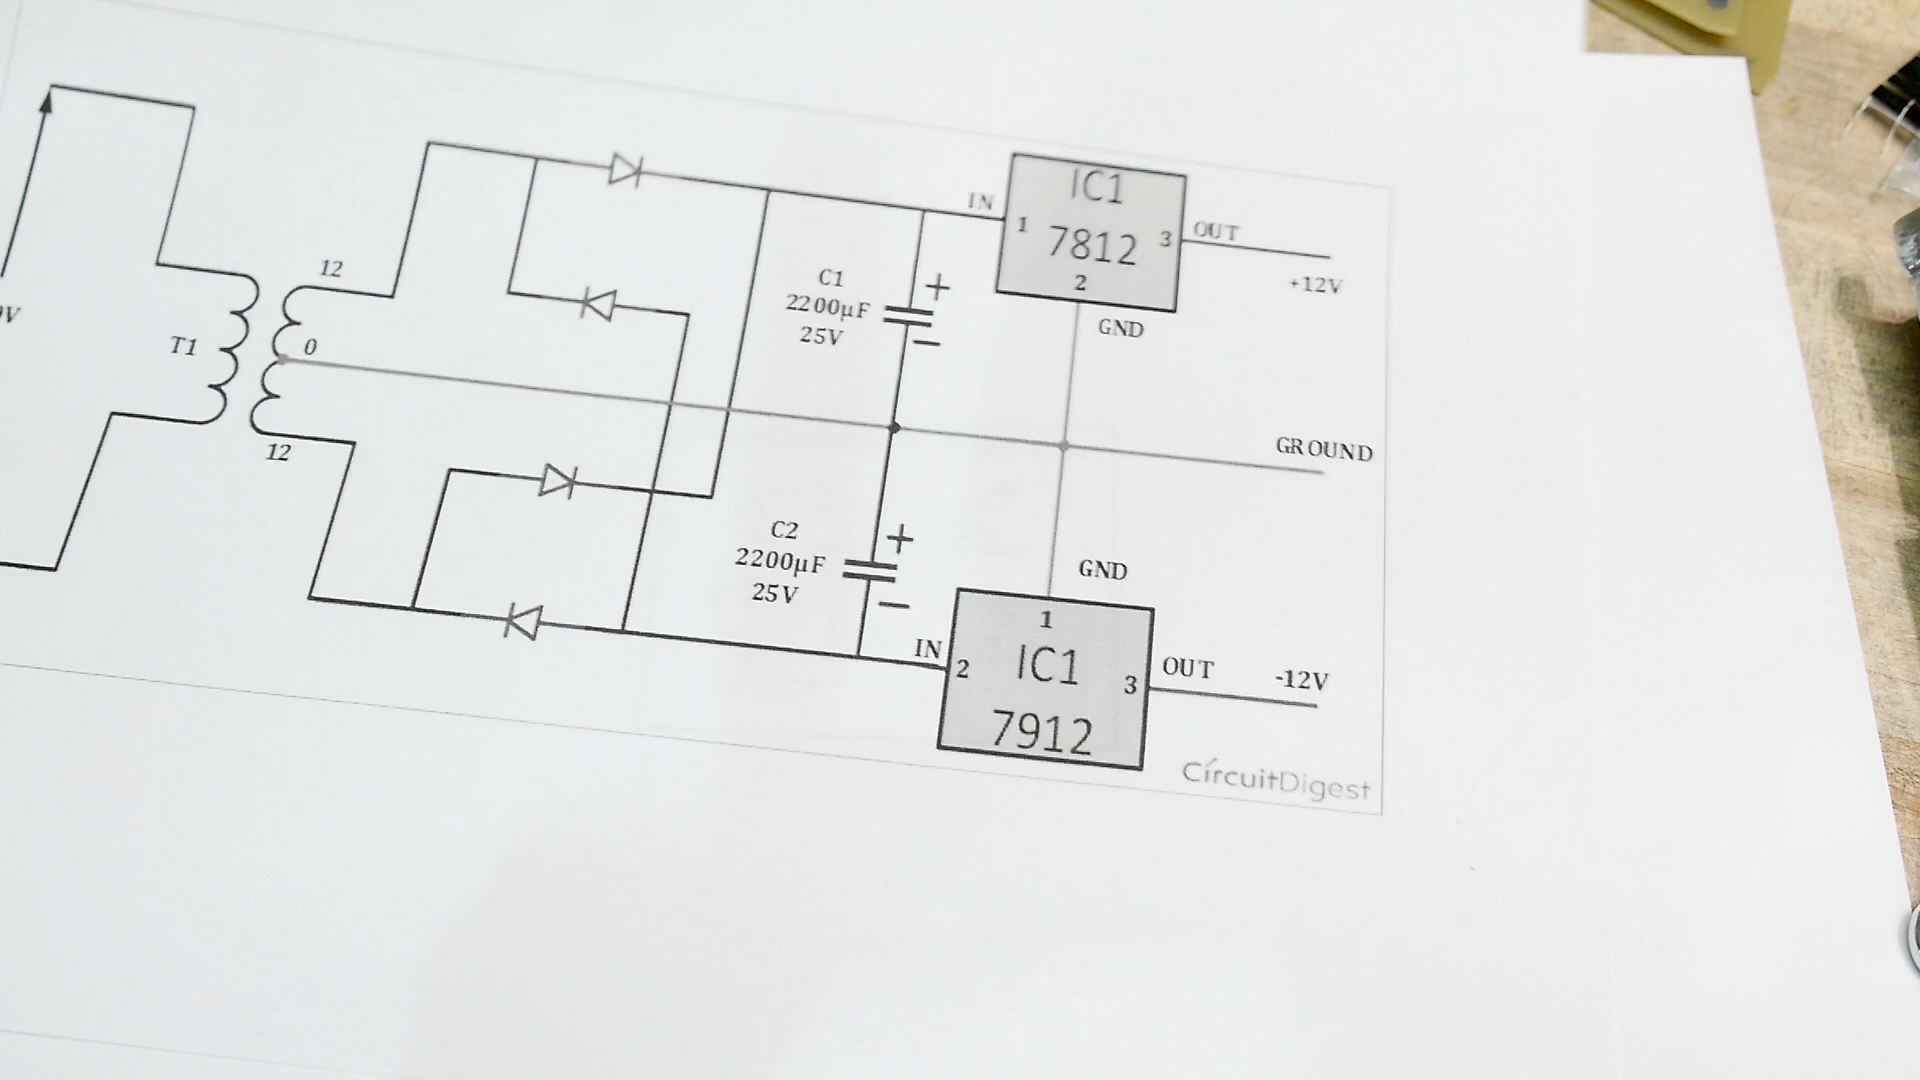 IN
IC1
1
7812
3
OUT
2
+12V
GND
12
C1
+
2200µF
25V
−
T1
0
V
GROUND
12
C2
+
2200µF
25V
−
GND
1
IN
2
IC1
3
OUT
-12V
7912
CircuitDigest